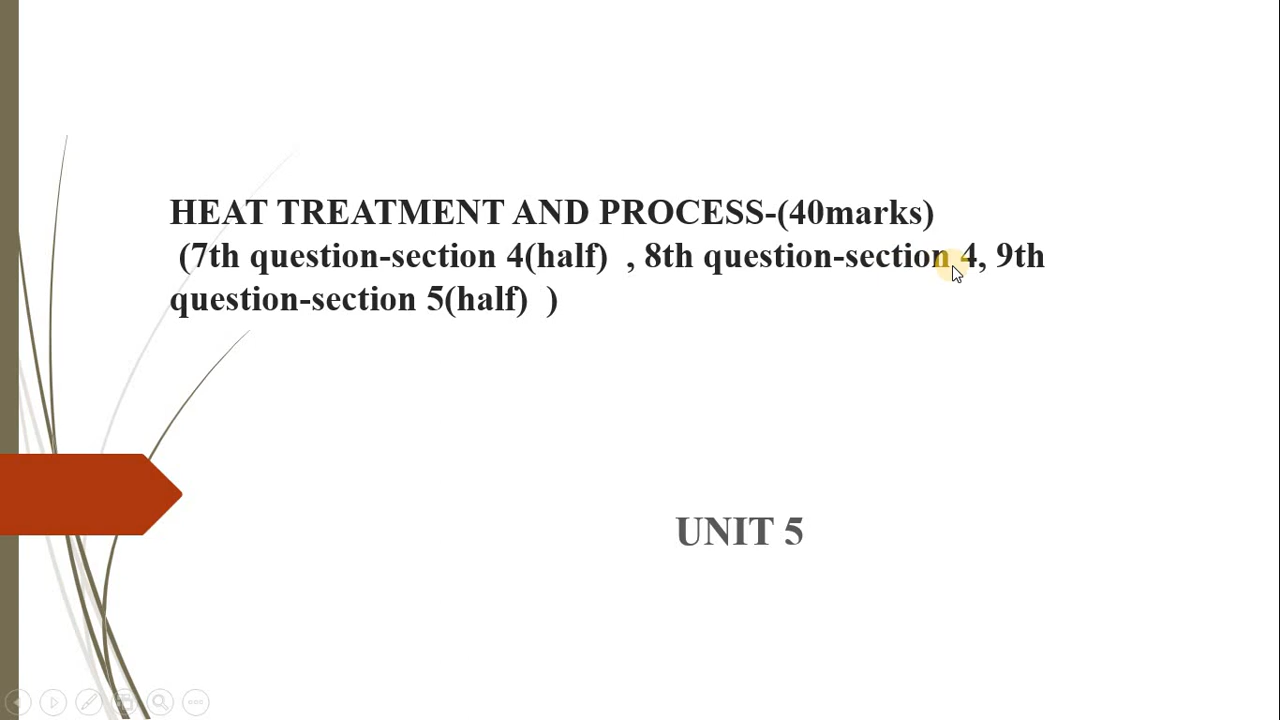 HEAT TREATMENT AND PROCESS-(40marks)
(7th question-section 4(half) , 8th question-section 4, 9th
question-section 5(half) )
UNIT 5